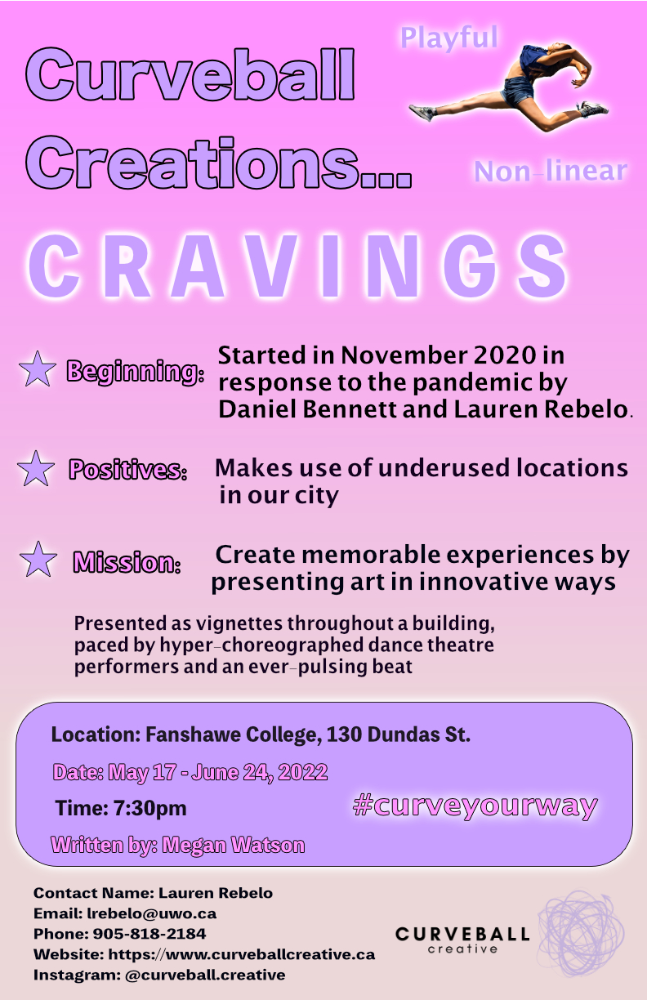 Playful
Curveball
Creations...
Non-linear
CRAVINGS
Beginning: Started in November 2020 in
response to the pandemic by
Daniel Bennett and Lauren Rebelo.
Positives: Makes use of underused locations
in our city
Mission: Create memorable experiences by
presenting art in innovative ways
Presented as vignettes throughout a building,
paced by hyper-choreographed dance theatre
performers and an ever-pulsing beat
Location: Fanshawe College, 130 Dundas St.
Date: May 17 - June 24, 2022
Time: 7:30pm
#curveyourway
Written by: Megan Watson
Contact Name: Lauren Rebelo
Email: lrebelo@uwo.ca
Phone: 905-818-2184
Website: https://www.curveballcreative.ca
Instagram: @curveball.creative
CURVEBALL
creative